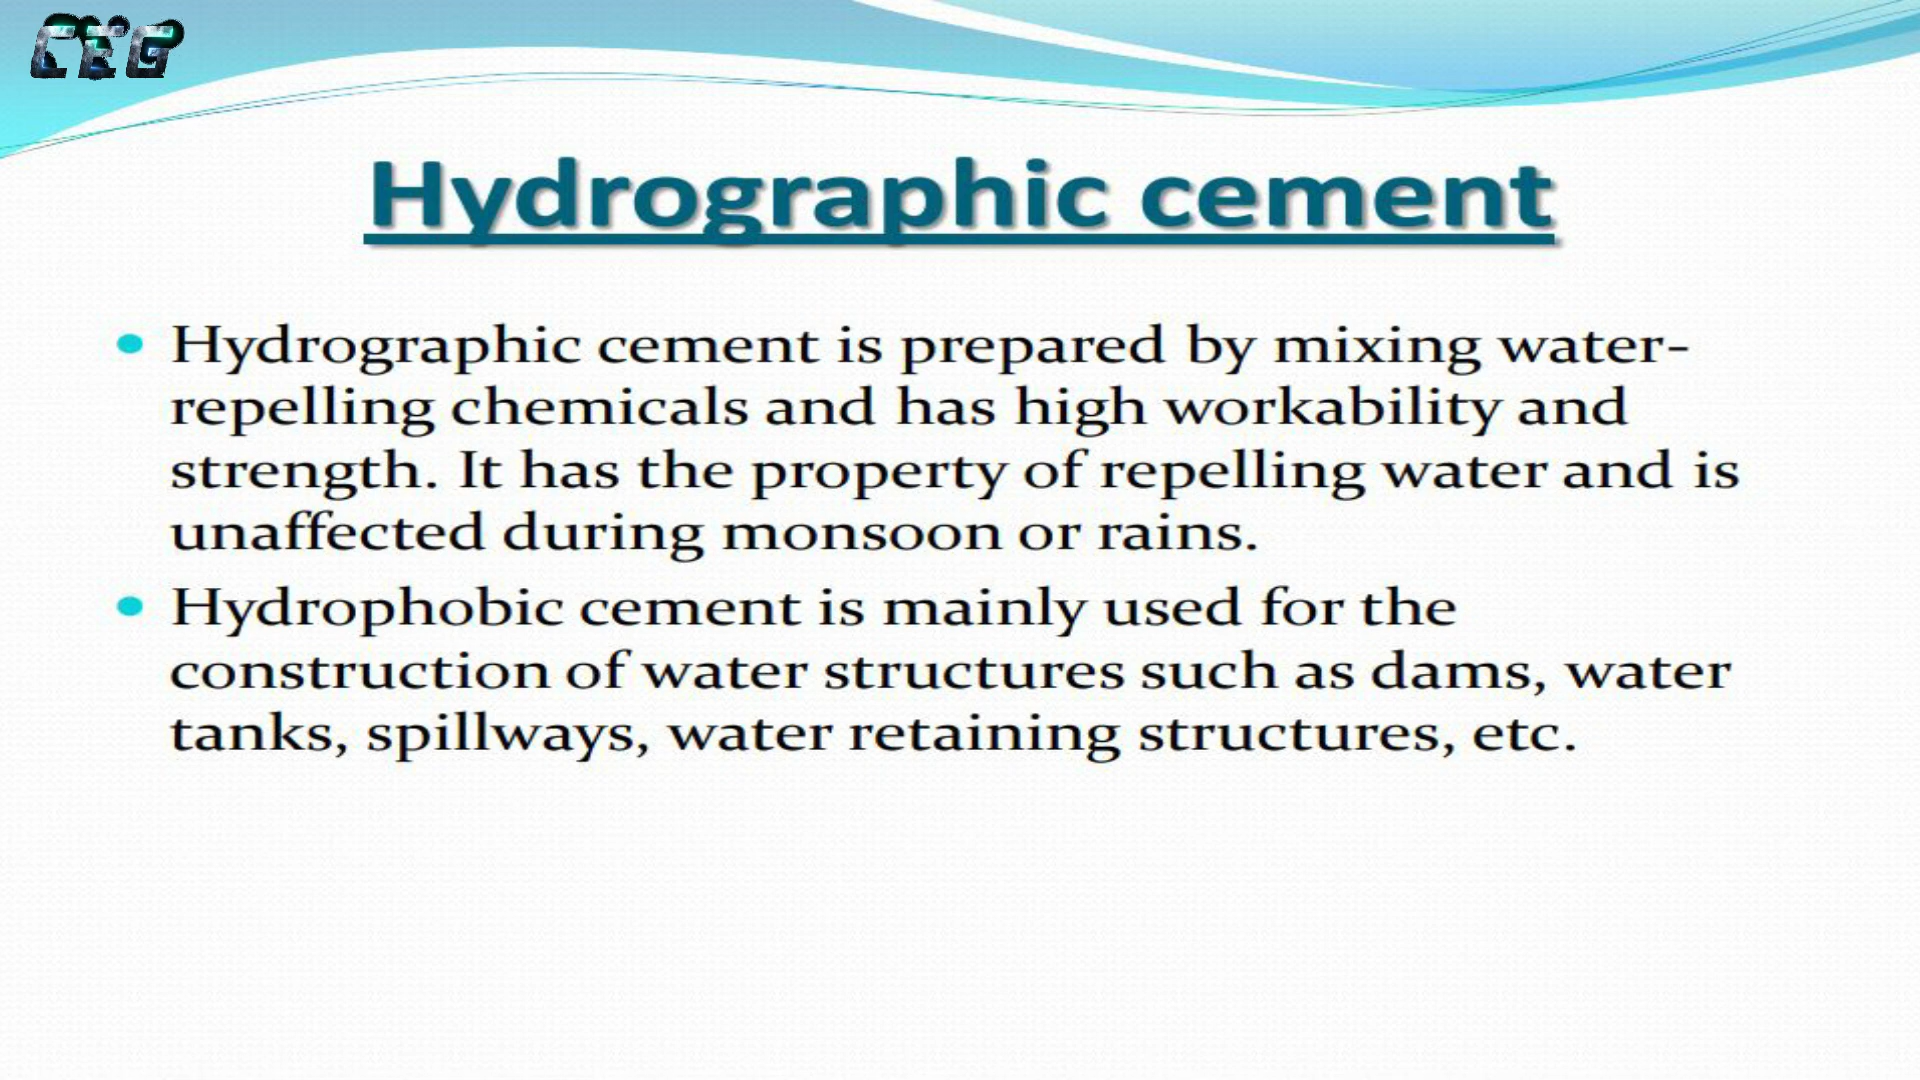 CEG
Hydrographic cement
• Hydrographic cement is prepared by mixing water-
repelling chemicals and has high workability and
strength. It has the property of repelling water and is
unaffected during monsoon or rains.
• Hydrophobic cement is mainly used for the
construction of water structures such as dams, water
tanks, spillways, water retaining structures, etc.